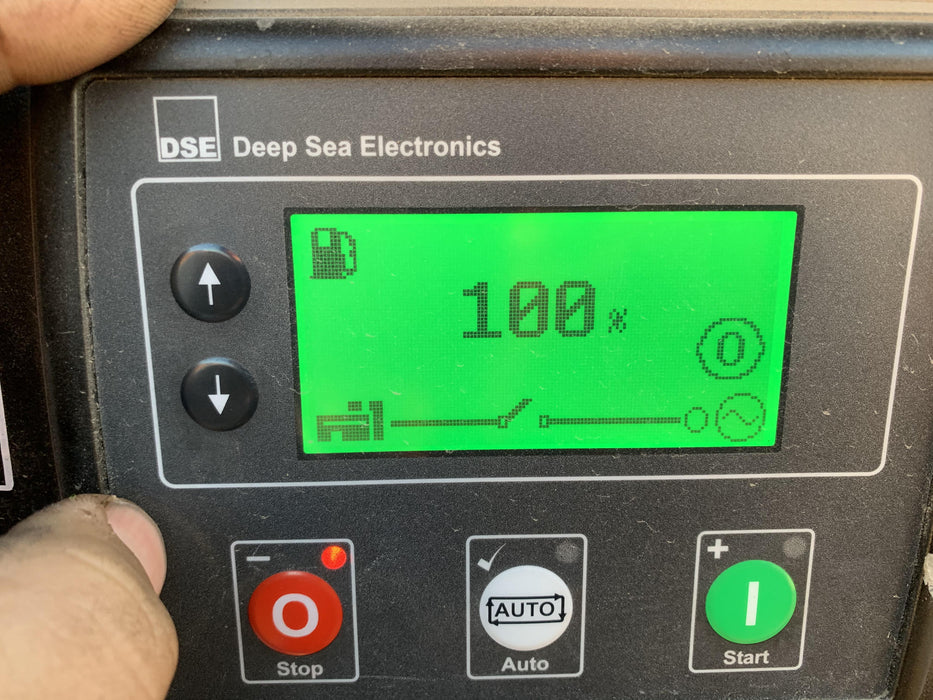 DSE Deep Sea Electronics
100 %
0
- ✓ +
O AUTO I
Stop Auto Start